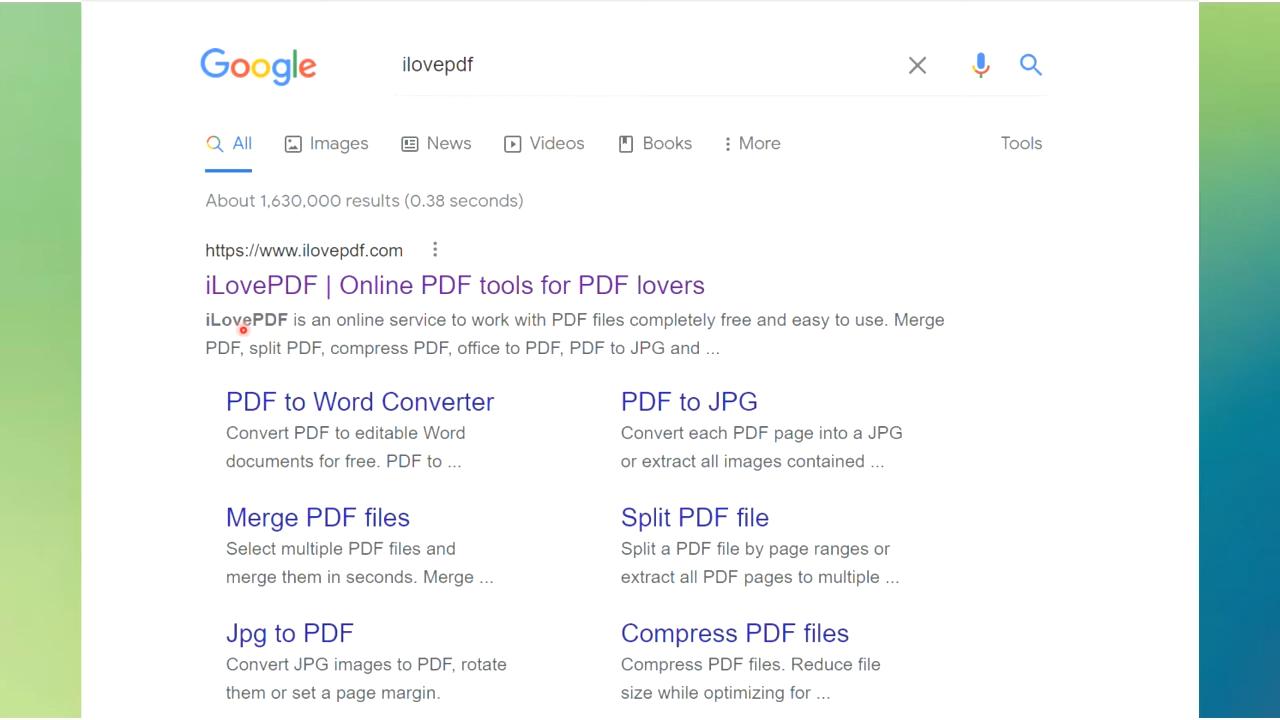 Google
ilovepdf
All Images News Videos Books More Tools
About 1,630,000 results (0.38 seconds)
https://www.ilovepdf.com
iLovePDF | Online PDF tools for PDF lovers
iLovePDF is an online service to work with PDF files completely free and easy to use. Merge
PDF, split PDF, compress PDF, office to PDF, PDF to JPG and ...
PDF to Word Converter
Convert PDF to editable Word
documents for free. PDF to ...
PDF to JPG
Convert each PDF page into a JPG
or extract all images contained ...
Merge PDF files
Select multiple PDF files and
merge them in seconds. Merge ...
Split PDF file
Split a PDF file by page ranges or
extract all PDF pages to multiple ...
Jpg to PDF
Convert JPG images to PDF, rotate
them or set a page margin.
Compress PDF files
Compress PDF files. Reduce file
size while optimizing for ...